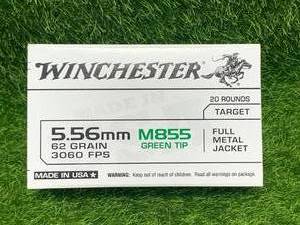 WINCHESTER
20 ROUNDS
TARGET
5.56mm M855
62 GRAIN GREEN TIP
3060 FPS
FULL
METAL
JACKET
MADE IN U.S.A. ★
WARNING: Keep out of reach of children. Read all warnings on package.